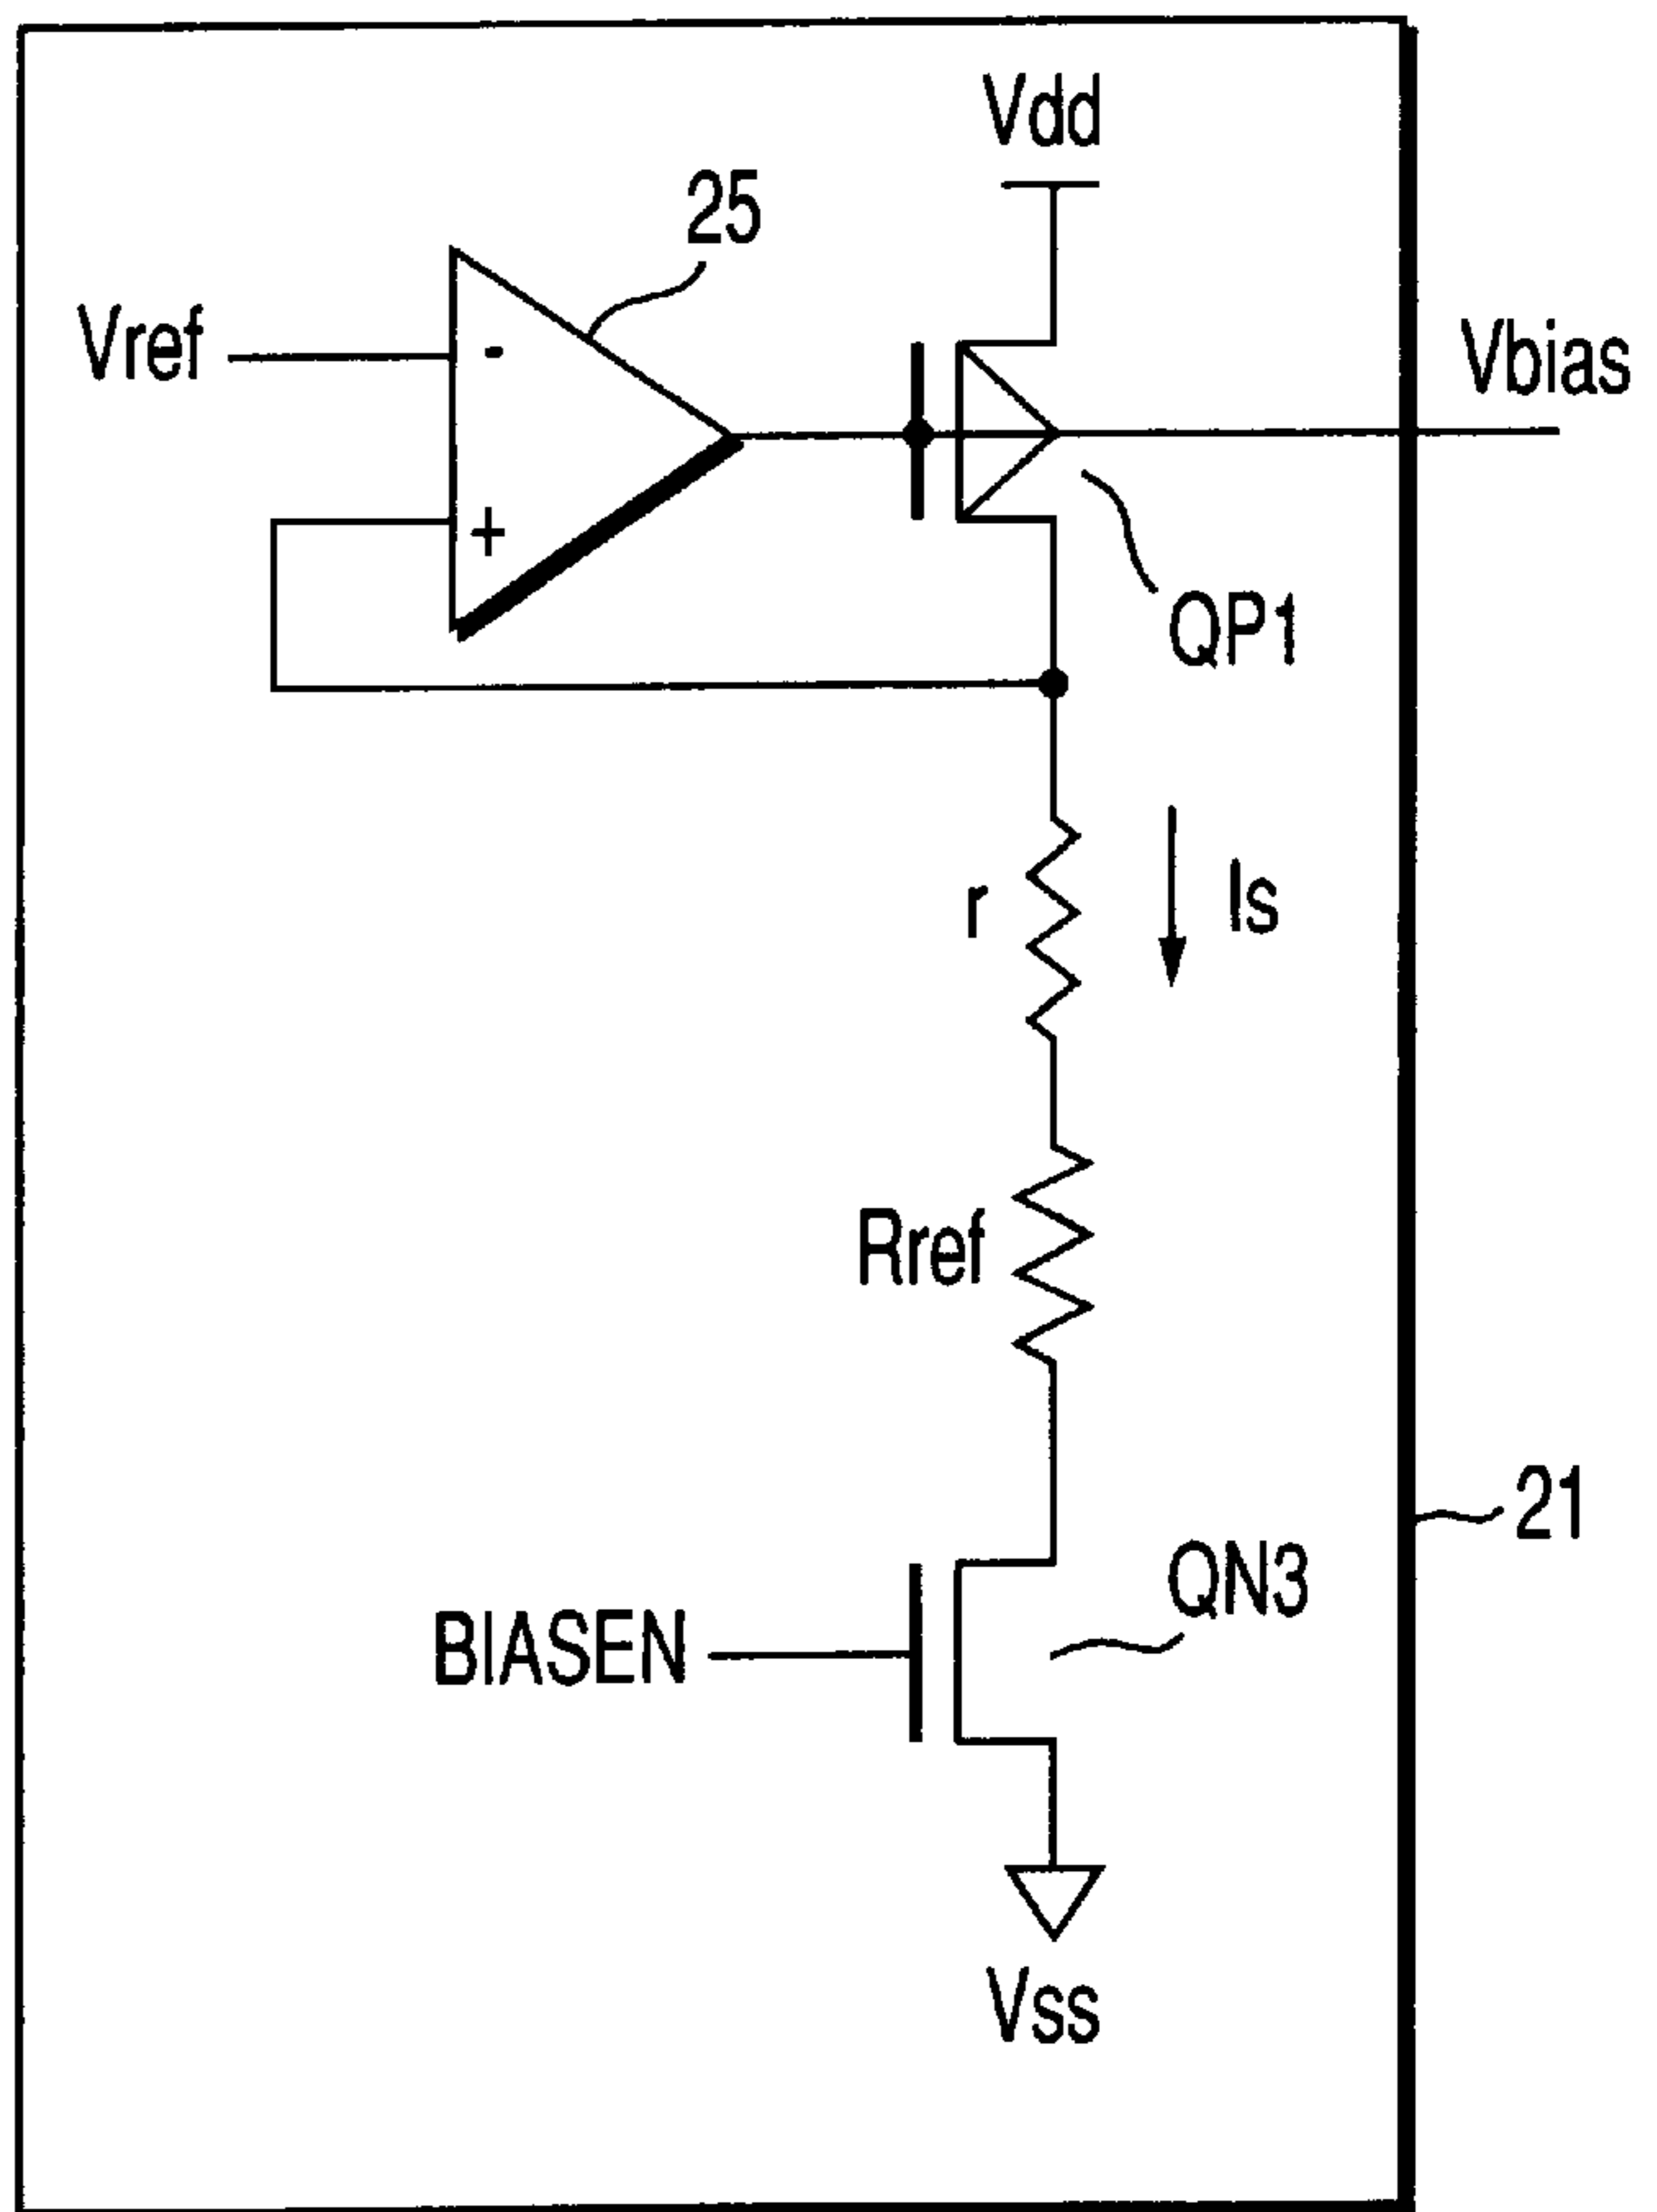 Vdd
25
Vref
-
Vbias
+
QP1
r
Is
Rref
21
QN3
BIASEN
Vss